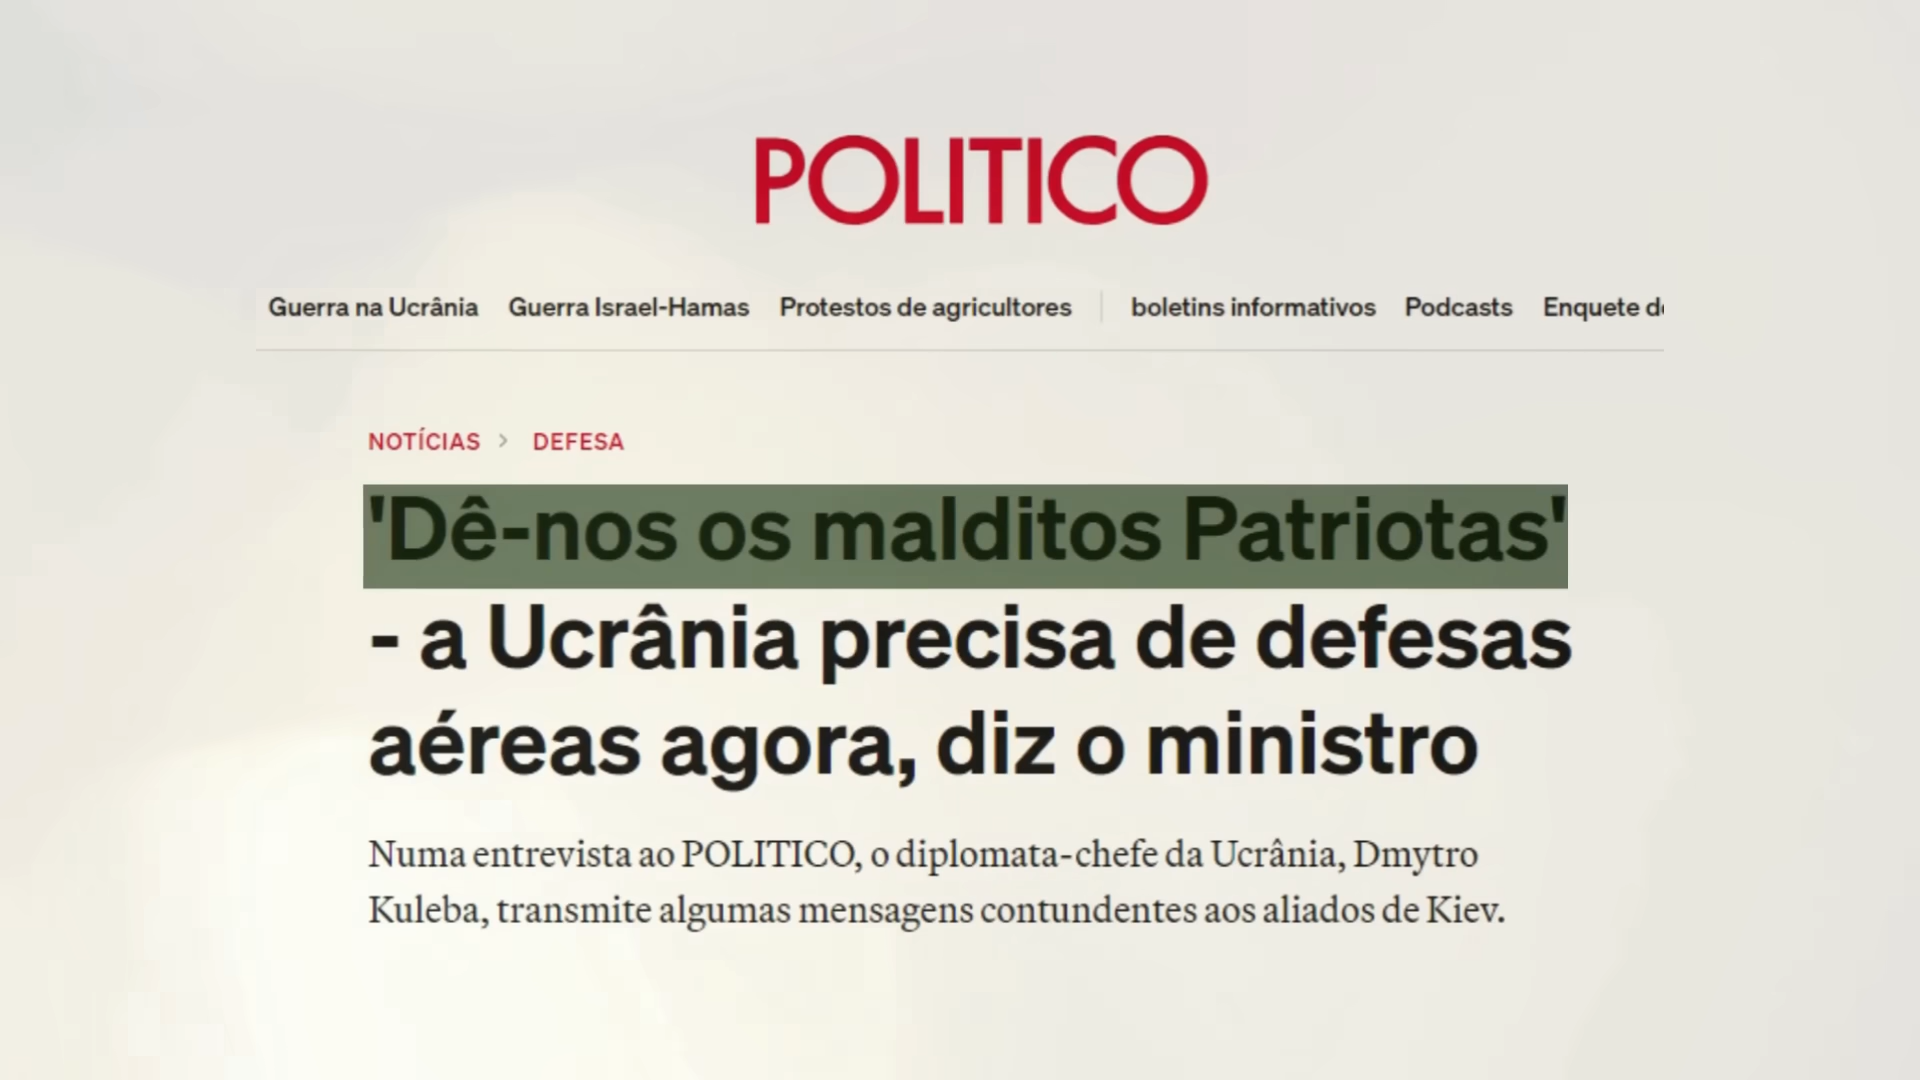 POLITICO
Guerra na Ucrânia Guerra Israel-Hamas Protestos de agricultores boletins informativos Podcasts Enquete de
NOTÍCIAS > DEFESA
'Dê-nos os malditos Patriotas'
- a Ucrânia precisa de defesas
aéreas agora, diz o ministro
Numa entrevista ao POLITICO, o diplomata-chefe da Ucrânia, Dmytro
Kuleba, transmite algumas mensagens contundentes aos aliados de Kiev.